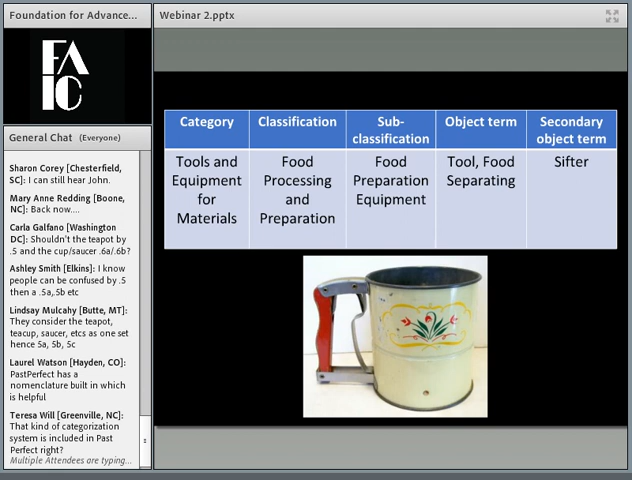 Foundation for Advance...
FAIC
General Chat (Everyone)
Sharon Corey [Chesterfield,
SC]: I can still hear John.
Mary Anne Redding [Boone,
NC]: Back now....
Carla Galfano [Washington
DC]: Shouldn't the teapot by
.5 and the cup/saucer .6a/.6b?
Ashley Smith [Elkins]: I know
people can be confused by .5
then a .5a,.5b etc
Lindsay Mulcahy [Butte, MT]:
They consider the teapot,
teacup, saucer, etcs as one set
hence 5a, 5b, 5c
Laurel Watson [Hayden, CO]:
PastPerfect has a
nomenclature built in which
is helpful
Teresa Will [Greenville, NC]:
That kind of categorization
system is included in Past
Perfect right?
Multiple Attendees are typing...
Webinar 2.pptx
Category Classification Sub-classification Object term Secondary object term
Tools and Equipment for Materials Food Processing and Preparation Food Preparation Equipment Tool, Food Separating Sifter